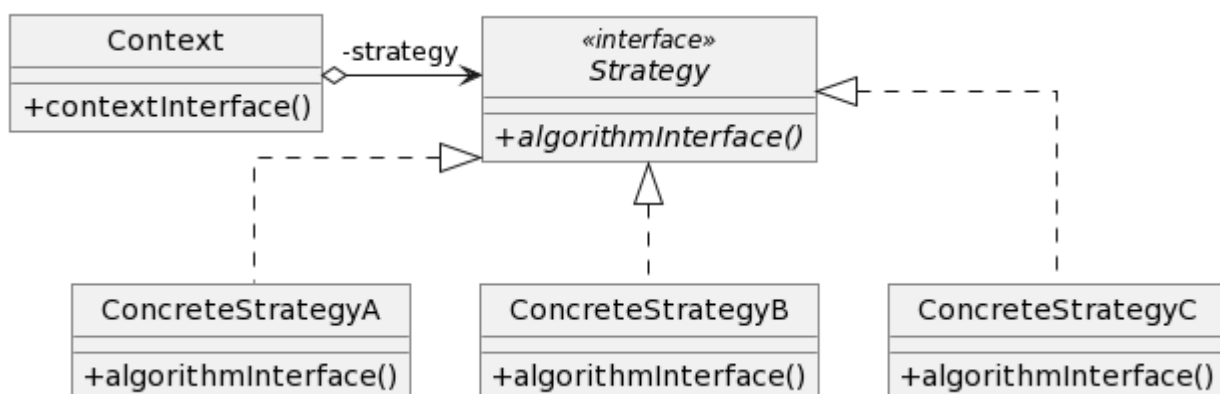 Context
+contextInterface()
-strategy
«interface»
Strategy
+algorithmInterface()
ConcreteStrategyA
+algorithmInterface()
ConcreteStrategyB
+algorithmInterface()
ConcreteStrategyC
+algorithmInterface()